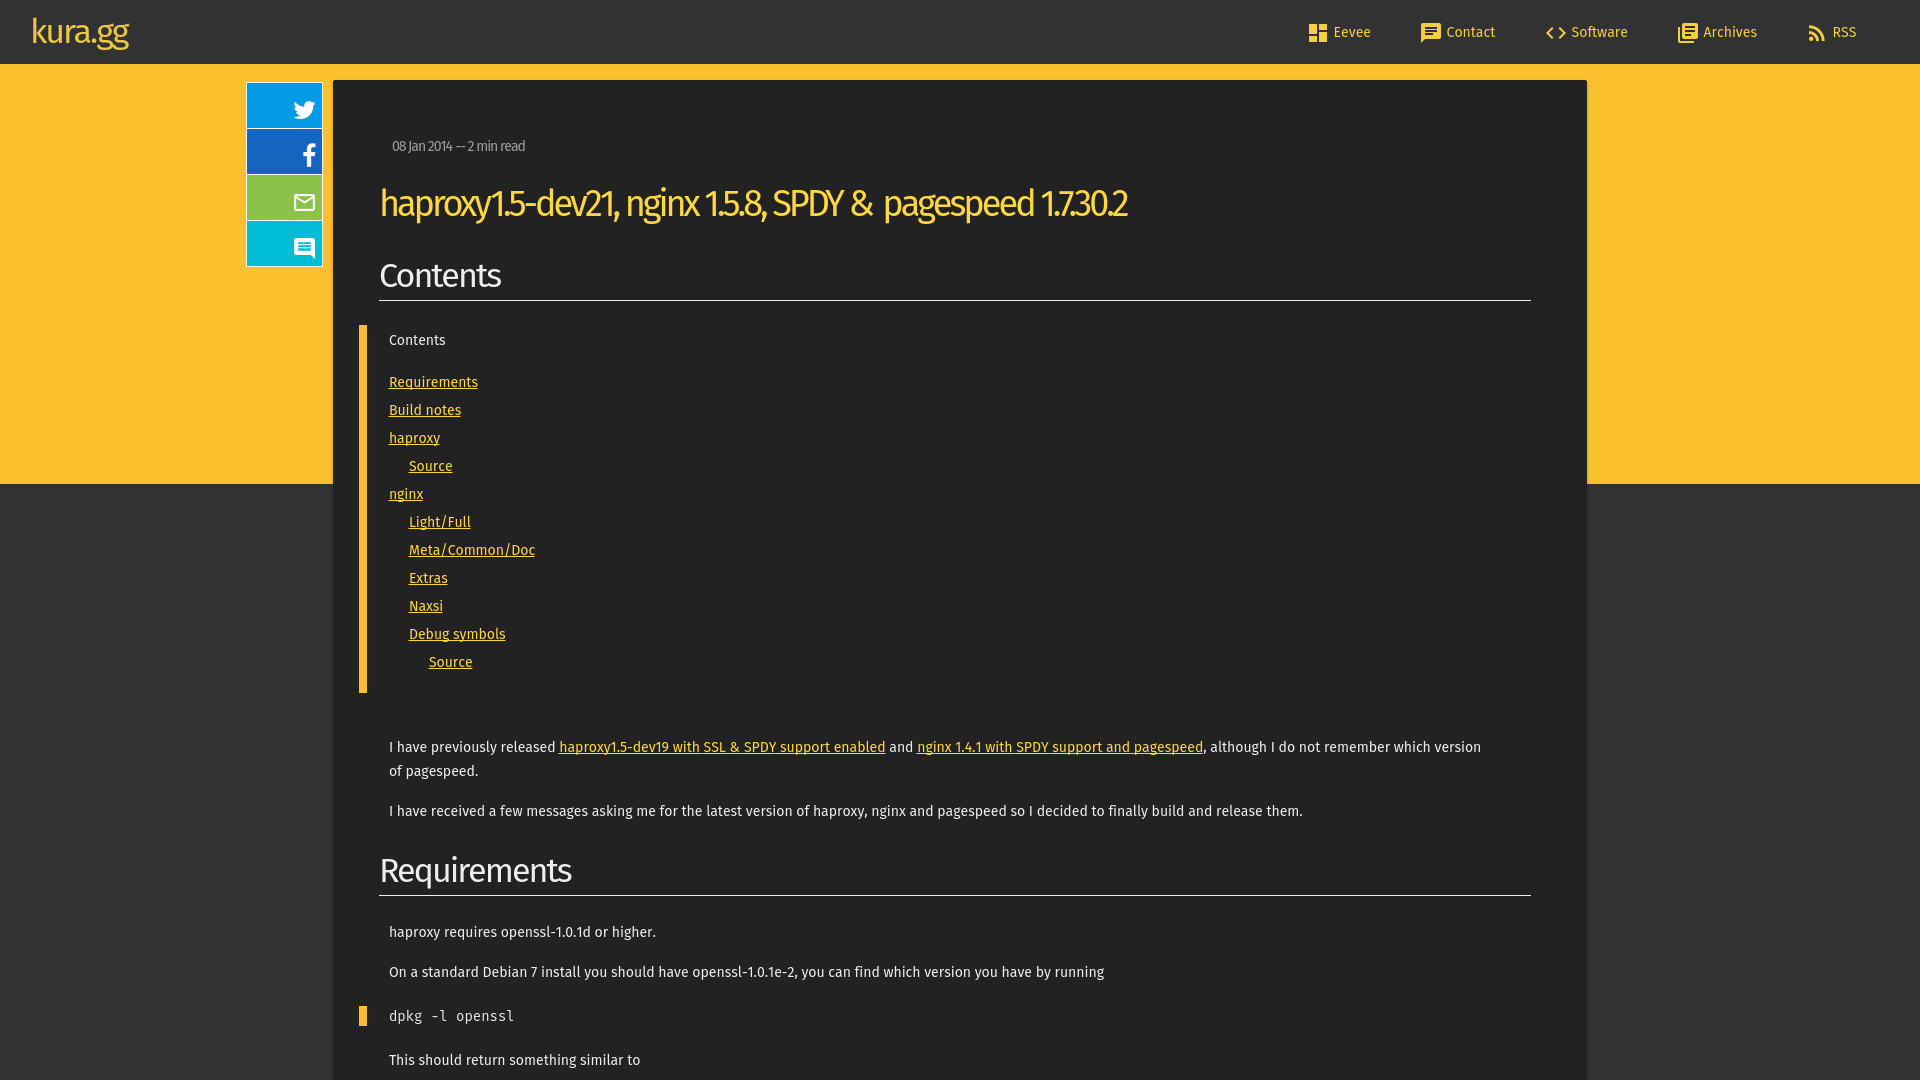 kura.gg
Eevee
Contact
Software
Archives
RSS
08 Jan 2014 -- 2 min read
haproxy1.5-dev21, nginx 1.5.8, SPDY & pagespeed 1.7.30.2
Contents
Contents
Requirements
Build notes
haproxy
Source
nginx
Light/Full
Meta/Common/Doc
Extras
Naxsi
Debug symbols
Source
I have previously released haproxy1.5-dev19 with SSL & SPDY support enabled and nginx 1.4.1 with SPDY support and pagespeed, although I do not remember which version
of pagespeed.
I have received a few messages asking me for the latest version of haproxy, nginx and pagespeed so I decided to finally build and release them.
Requirements
haproxy requires openssl-1.0.1d or higher.
On a standard Debian 7 install you should have openssl-1.0.1e-2, you can find which version you have by running
dpkg -l openssl
This should return something similar to